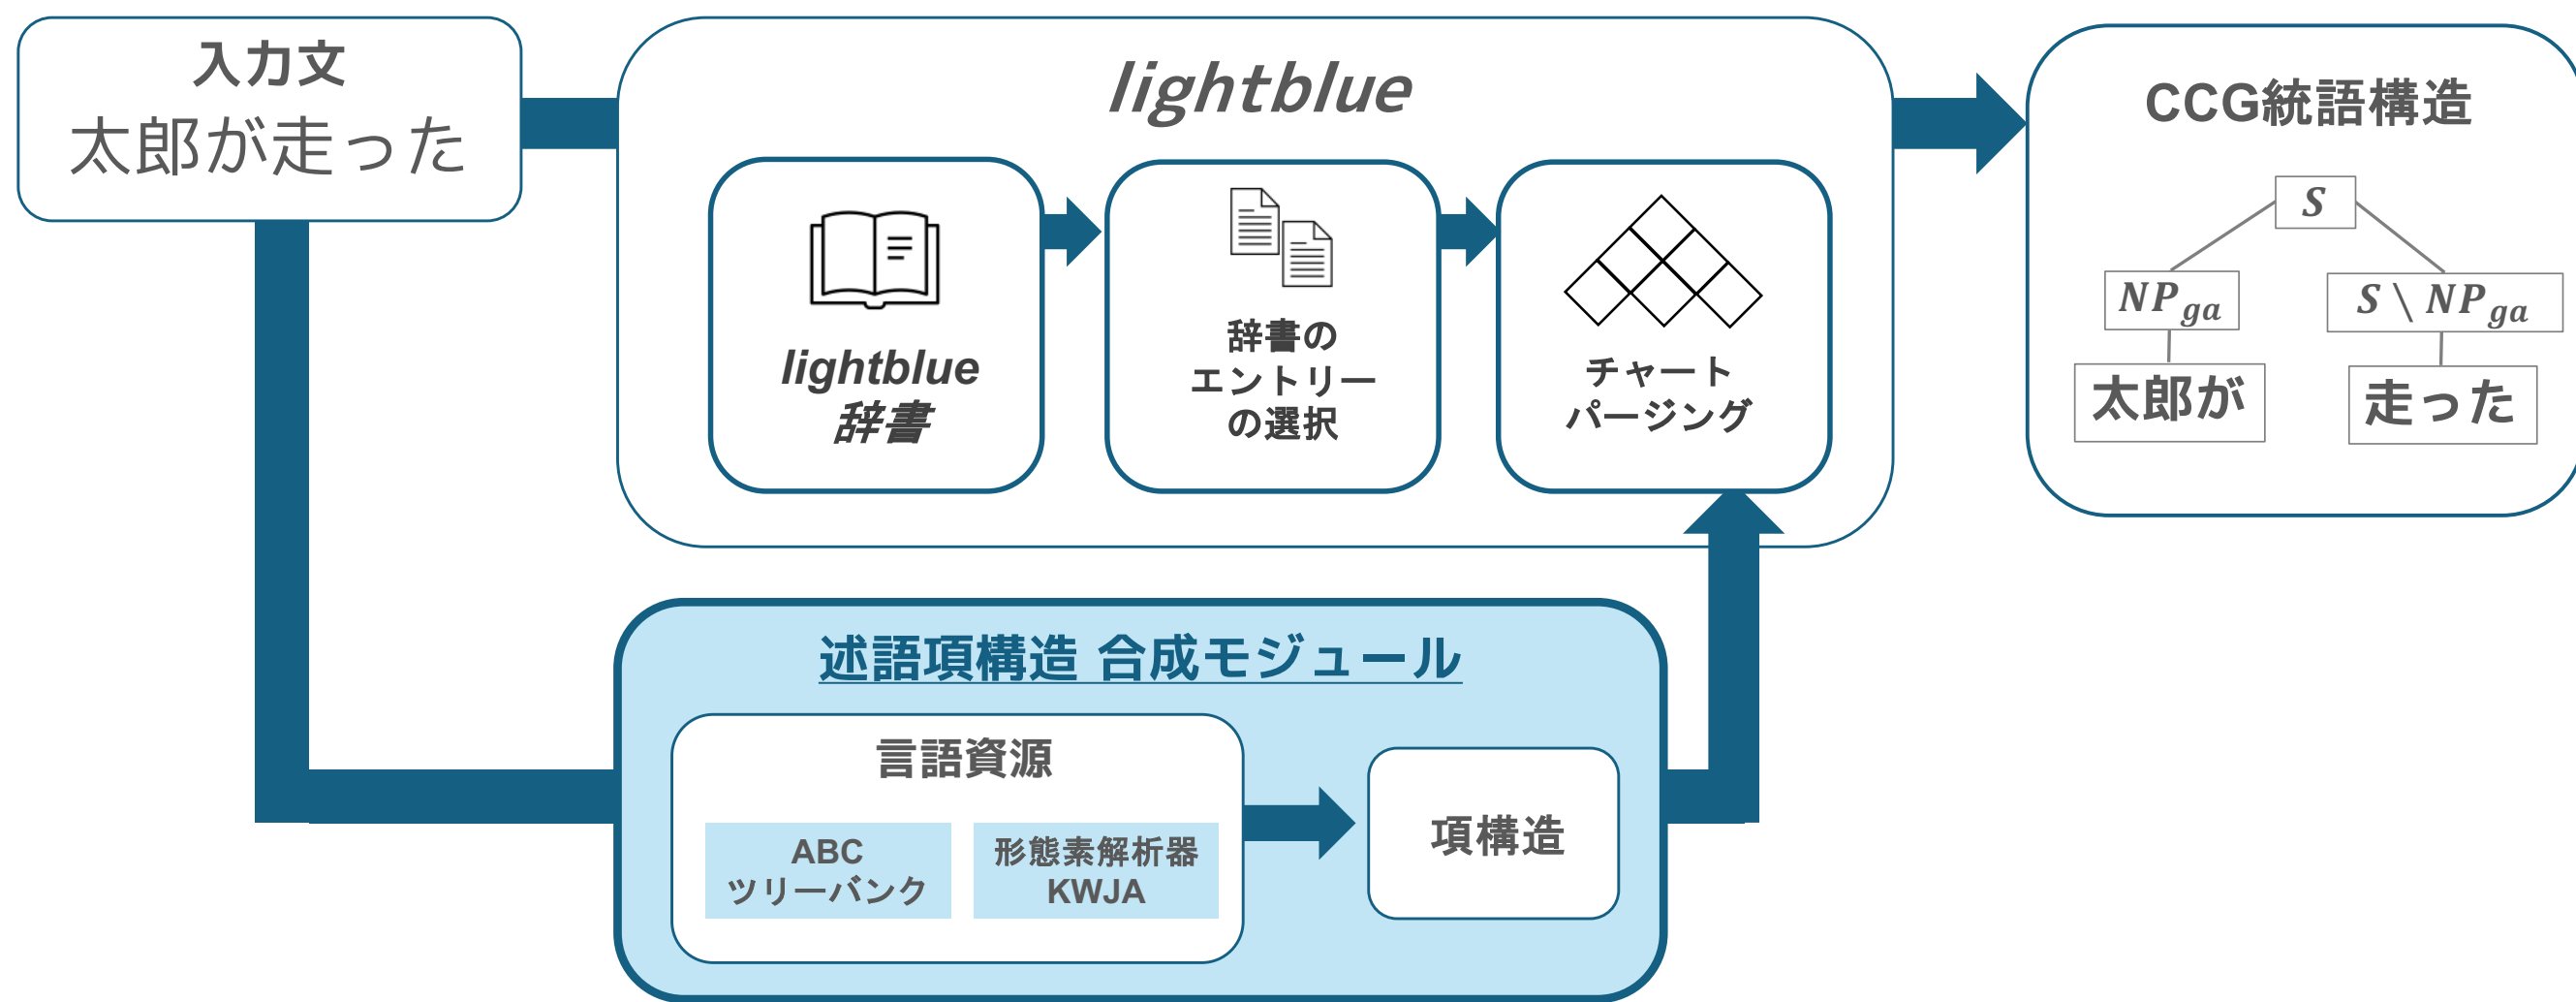 入力文
太郎が走った
lightblue
lightblue
辞書
辞書の
エントリー
の選択
チャート
パージング
CCG統語構造
S
NP_ga
S \ NP_ga
太郎が
走った
述語項構造 合成モジュール
言語資源
ABC
ツリーバンク
形態素解析器
KWJA
項構造